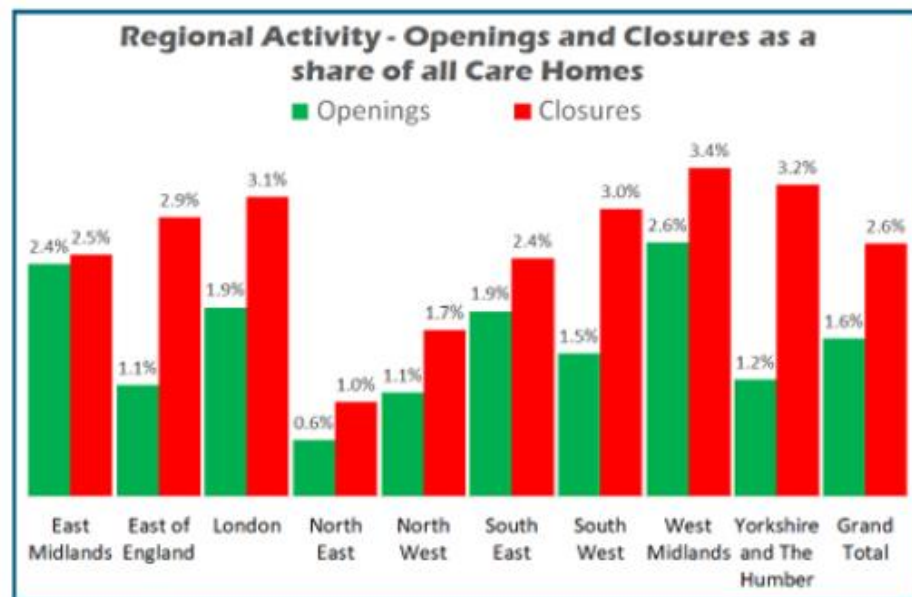 Regional Activity - Openings and Closures as a
share of all Care Homes
Openings Closures
2.4% 2.5%
1.1% 2.9%
1.9% 3.1%
0.6% 1.0%
1.1% 1.7%
1.9% 2.4%
1.5% 3.0%
2.6% 3.4%
1.2% 3.2%
1.6% 2.6%
East
Midlands
East of
England
London
North
East
North
West
South
East
South
West
West
Midlands
Yorkshire
and The
Humber
Grand
Total